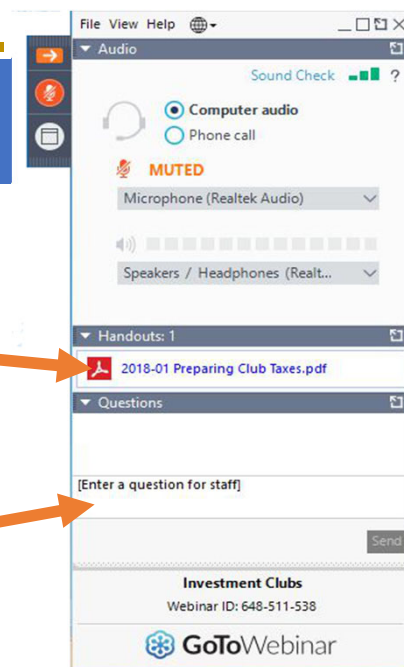 File View Help
Audio
Sound Check ?
Computer audio
Phone call
MUTED
Microphone (Realtek Audio)
Speakers / Headphones (Realt...
Handouts: 1
2018-01 Preparing Club Taxes.pdf
Questions
[Enter a question for staff]
Send
Investment Clubs
Webinar ID: 648-511-538
GoToWebinar